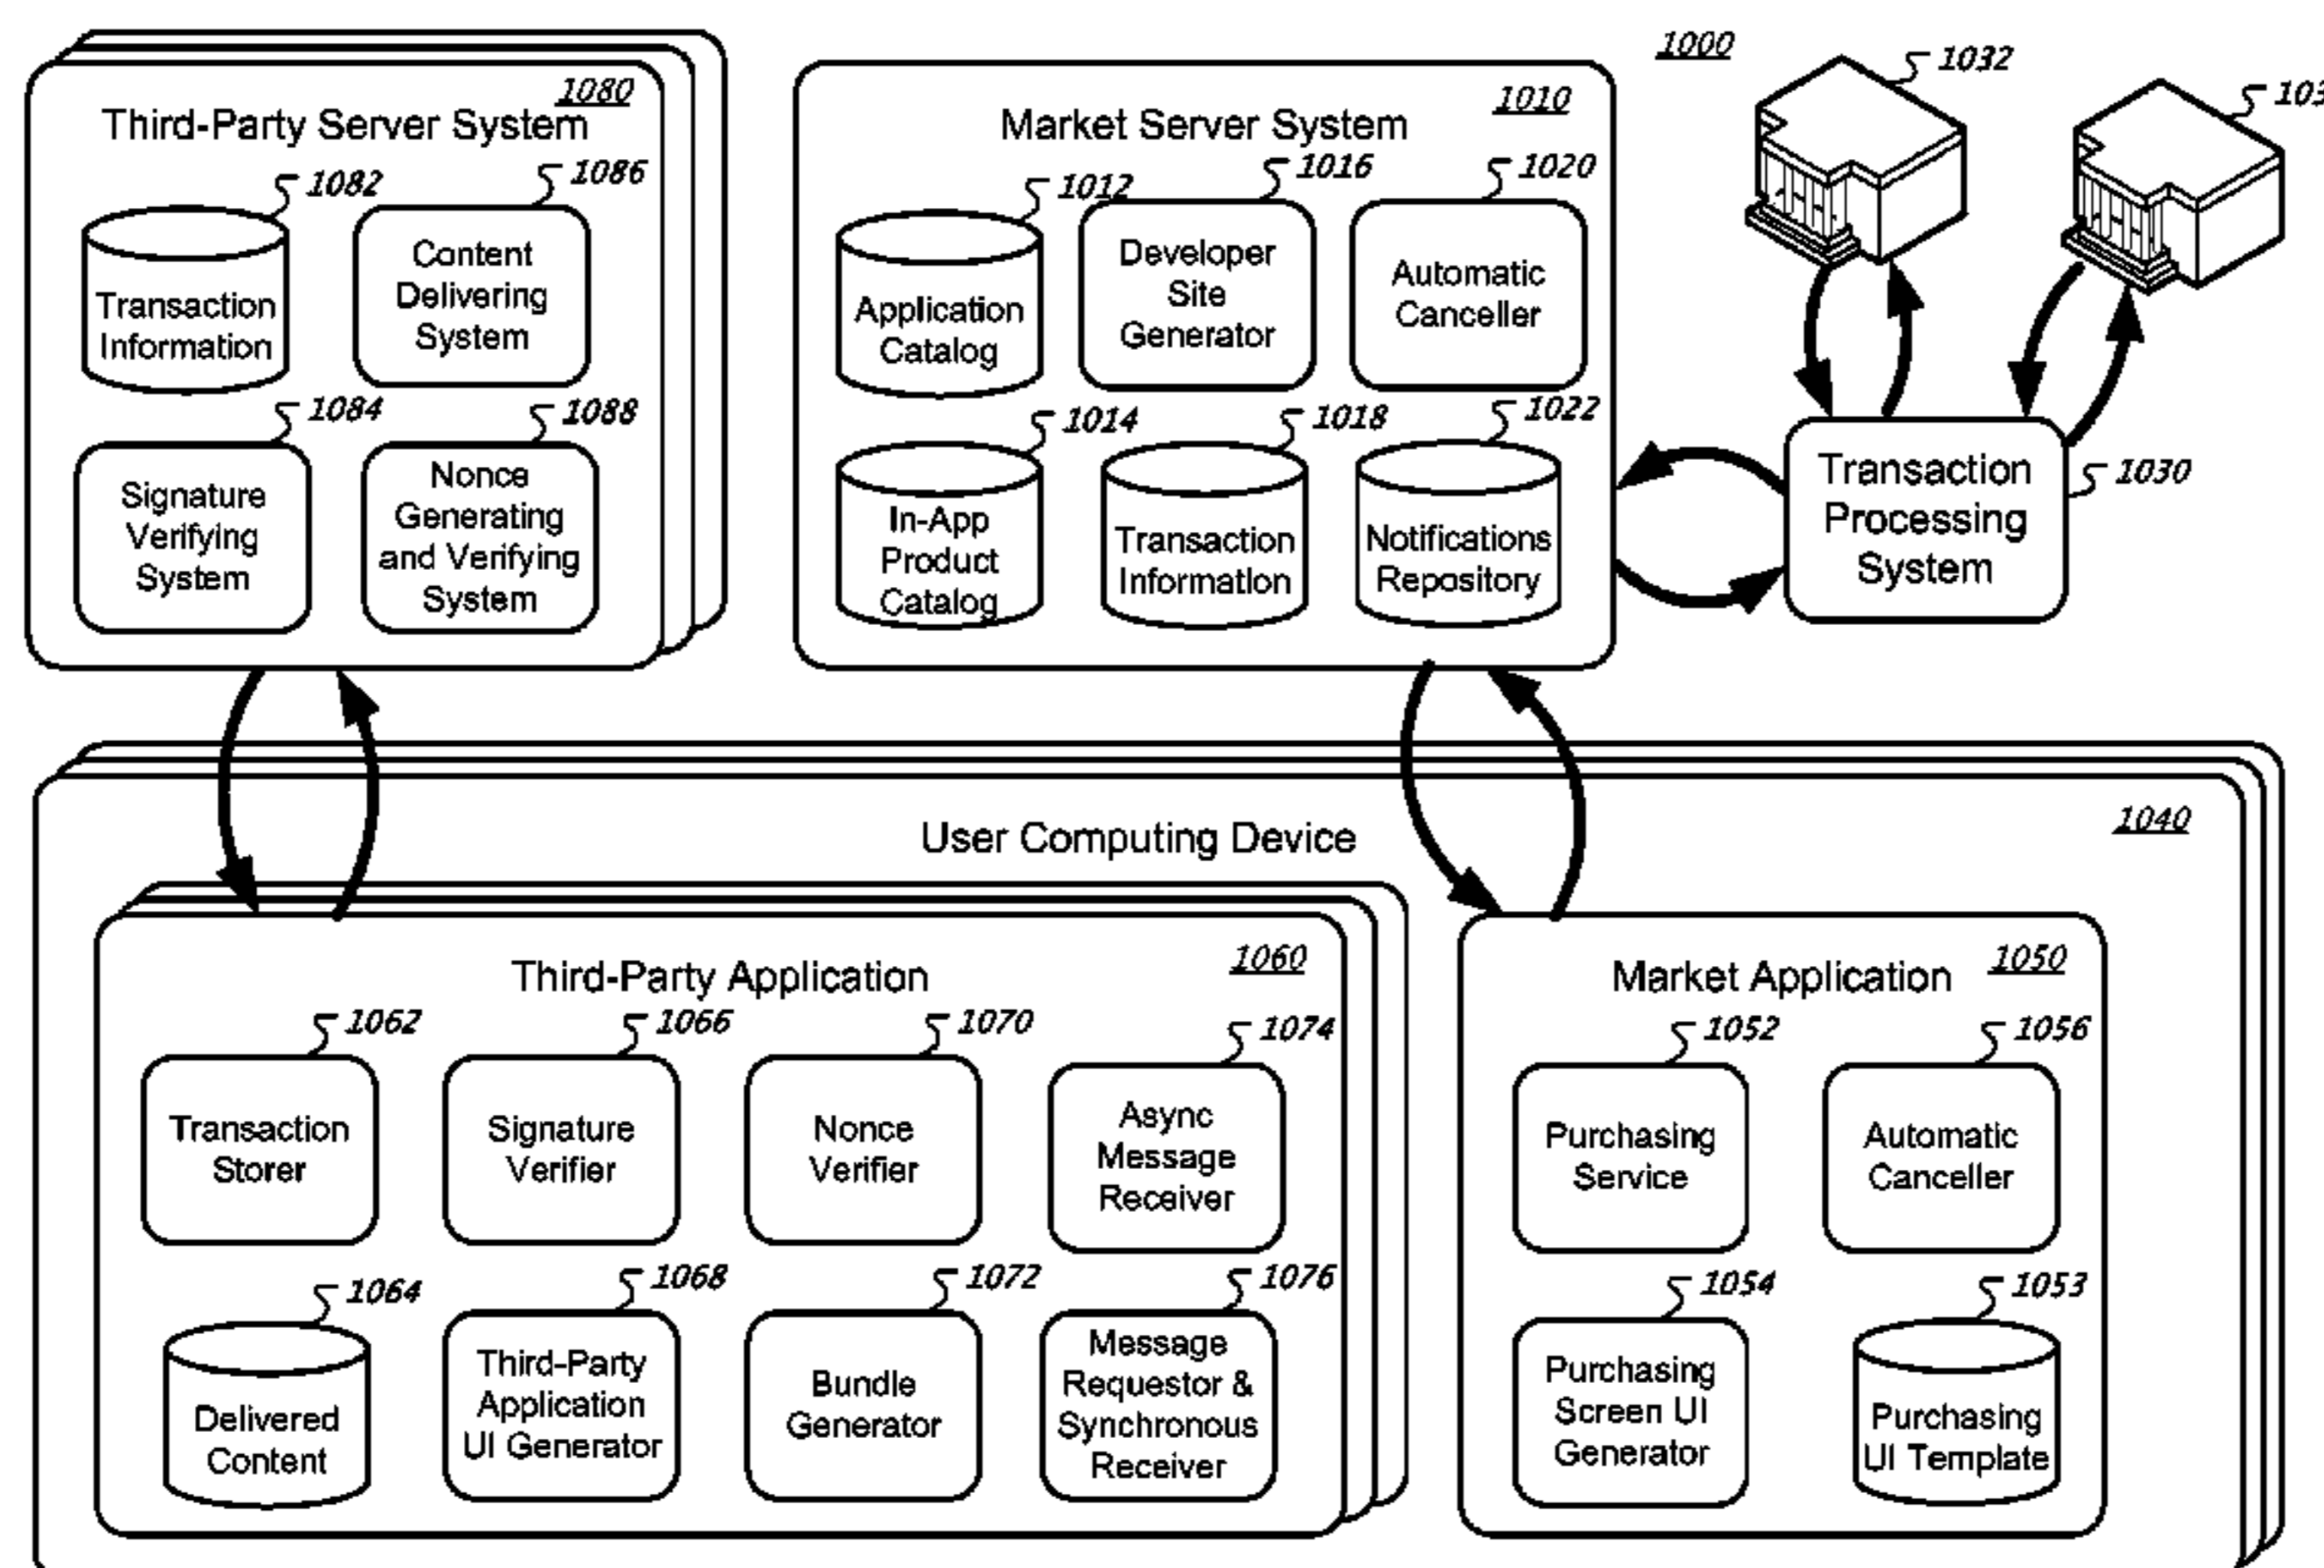 1000
1032
1080
Third-Party Server System
1082
1086
Transaction
Information
Content
Delivering
System
1084
1088
Signature
Verifying
System
Nonce
Generating
and Verifying
System
1010
Market Server System
1012
1016
1020
Application
Catalog
Developer
Site
Generator
Automatic
Canceller
1014
1018
1022
In-App
Product
Catalog
Transaction
Information
Notifications
Repository
Transaction
Processing
System
1030
User Computing Device
1040
1060
Third-Party Application
1062
1066
1070
1074
Transaction
Storer
Signature
Verifier
Nonce
Verifier
Async
Message
Receiver
1064
1068
1072
1076
Delivered
Content
Third-Party
Application
UI Generator
Bundle
Generator
Message
Requestor &
Synchronous
Receiver
Market Application
1050
1052
1056
Purchasing
Service
Automatic
Canceller
1054
1053
Purchasing
Screen UI
Generator
Purchasing
UI Template